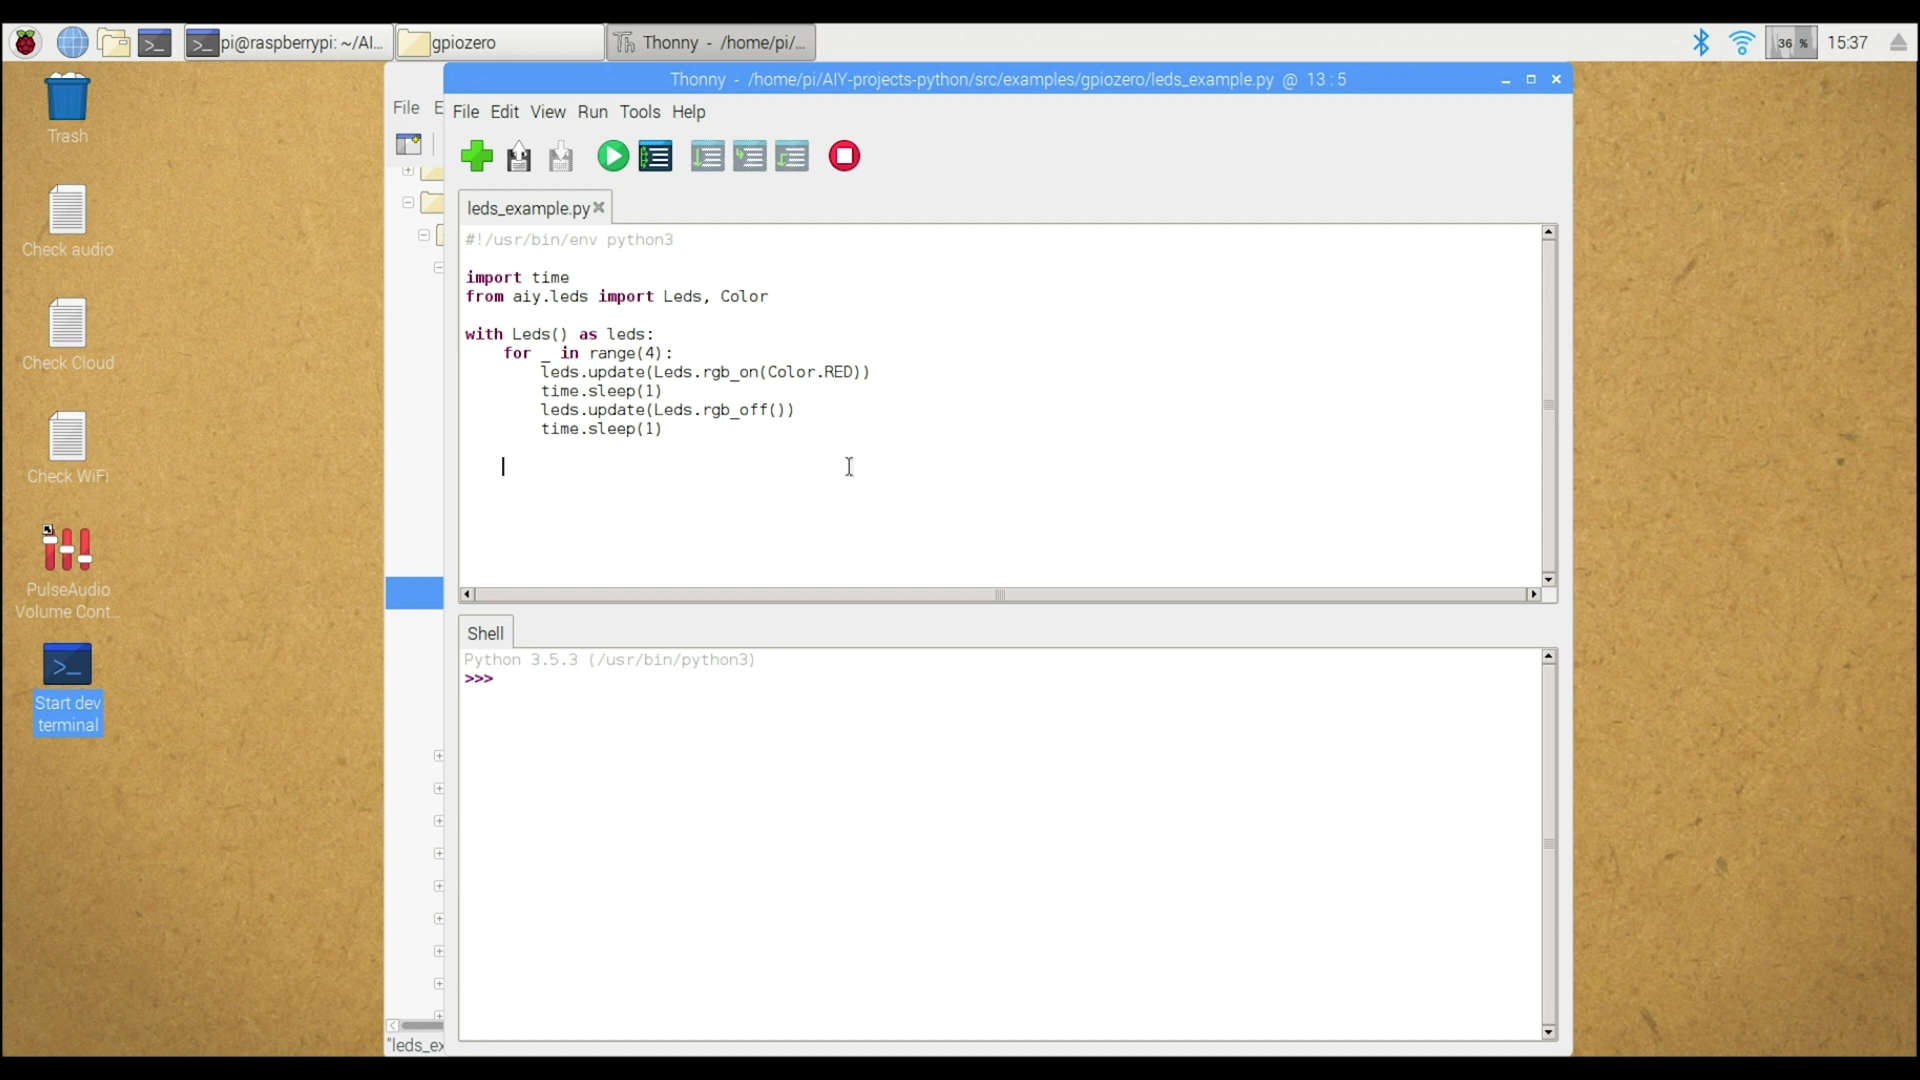 pi@raspberrypi: ~/AI...
gpiozero
Thonny - /home/pi/...
36 %
15:37
Thonny - /home/pi/AIY-projects-python/src/examples/gpiozero/leds_example.py @ 13 : 5
File E
File Edit View Run Tools Help
leds_example.py
#!/usr/bin/env python3
import time
from aiy.leds import Leds, Color
with Leds() as leds:
for _ in range(4):
leds.update(Leds.rgb_on(Color.RED))
time.sleep(1)
leds.update(Leds.rgb_off())
time.sleep(1)
Shell
Python 3.5.3 (/usr/bin/python3)
>>>
"leds_ex
Trash
Check audio
Check Cloud
Check WiFi
PulseAudio
Volume Cont...
Start dev
terminal